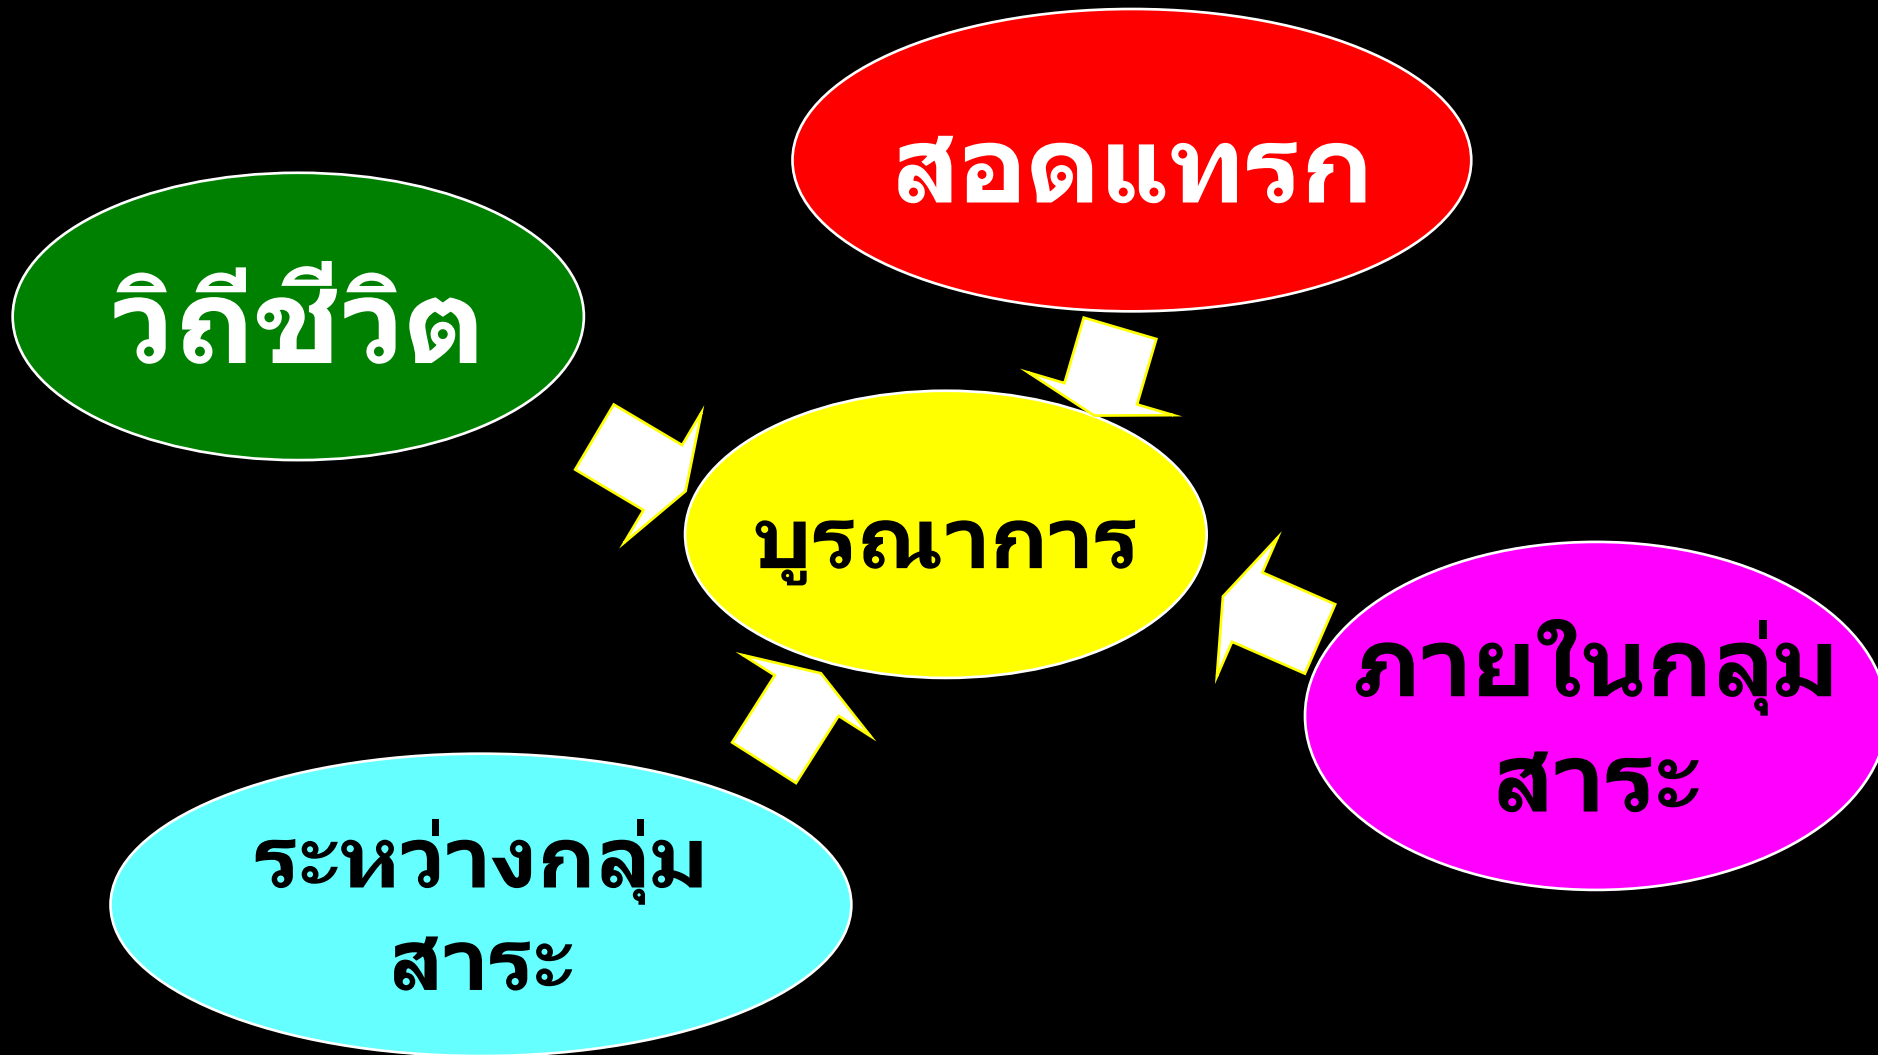 สอดแทรก
วิถีชีวิต
บูรณาการ
ภายในกลุ่ม
สาระ
ระหว่างกลุ่ม
สาระ